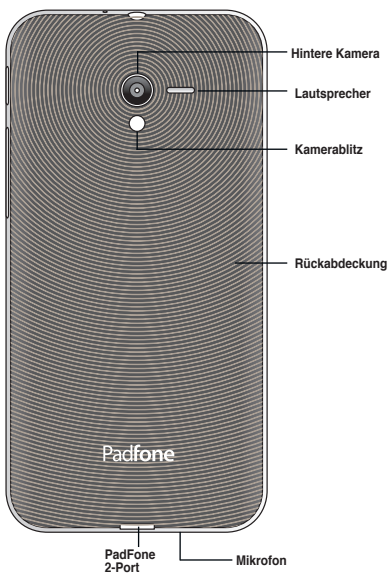 Hintere Kamera
Lautsprecher
Kamerablitz
Rückabdeckung
Padfone
PadFone
2-Port
Mikrofon